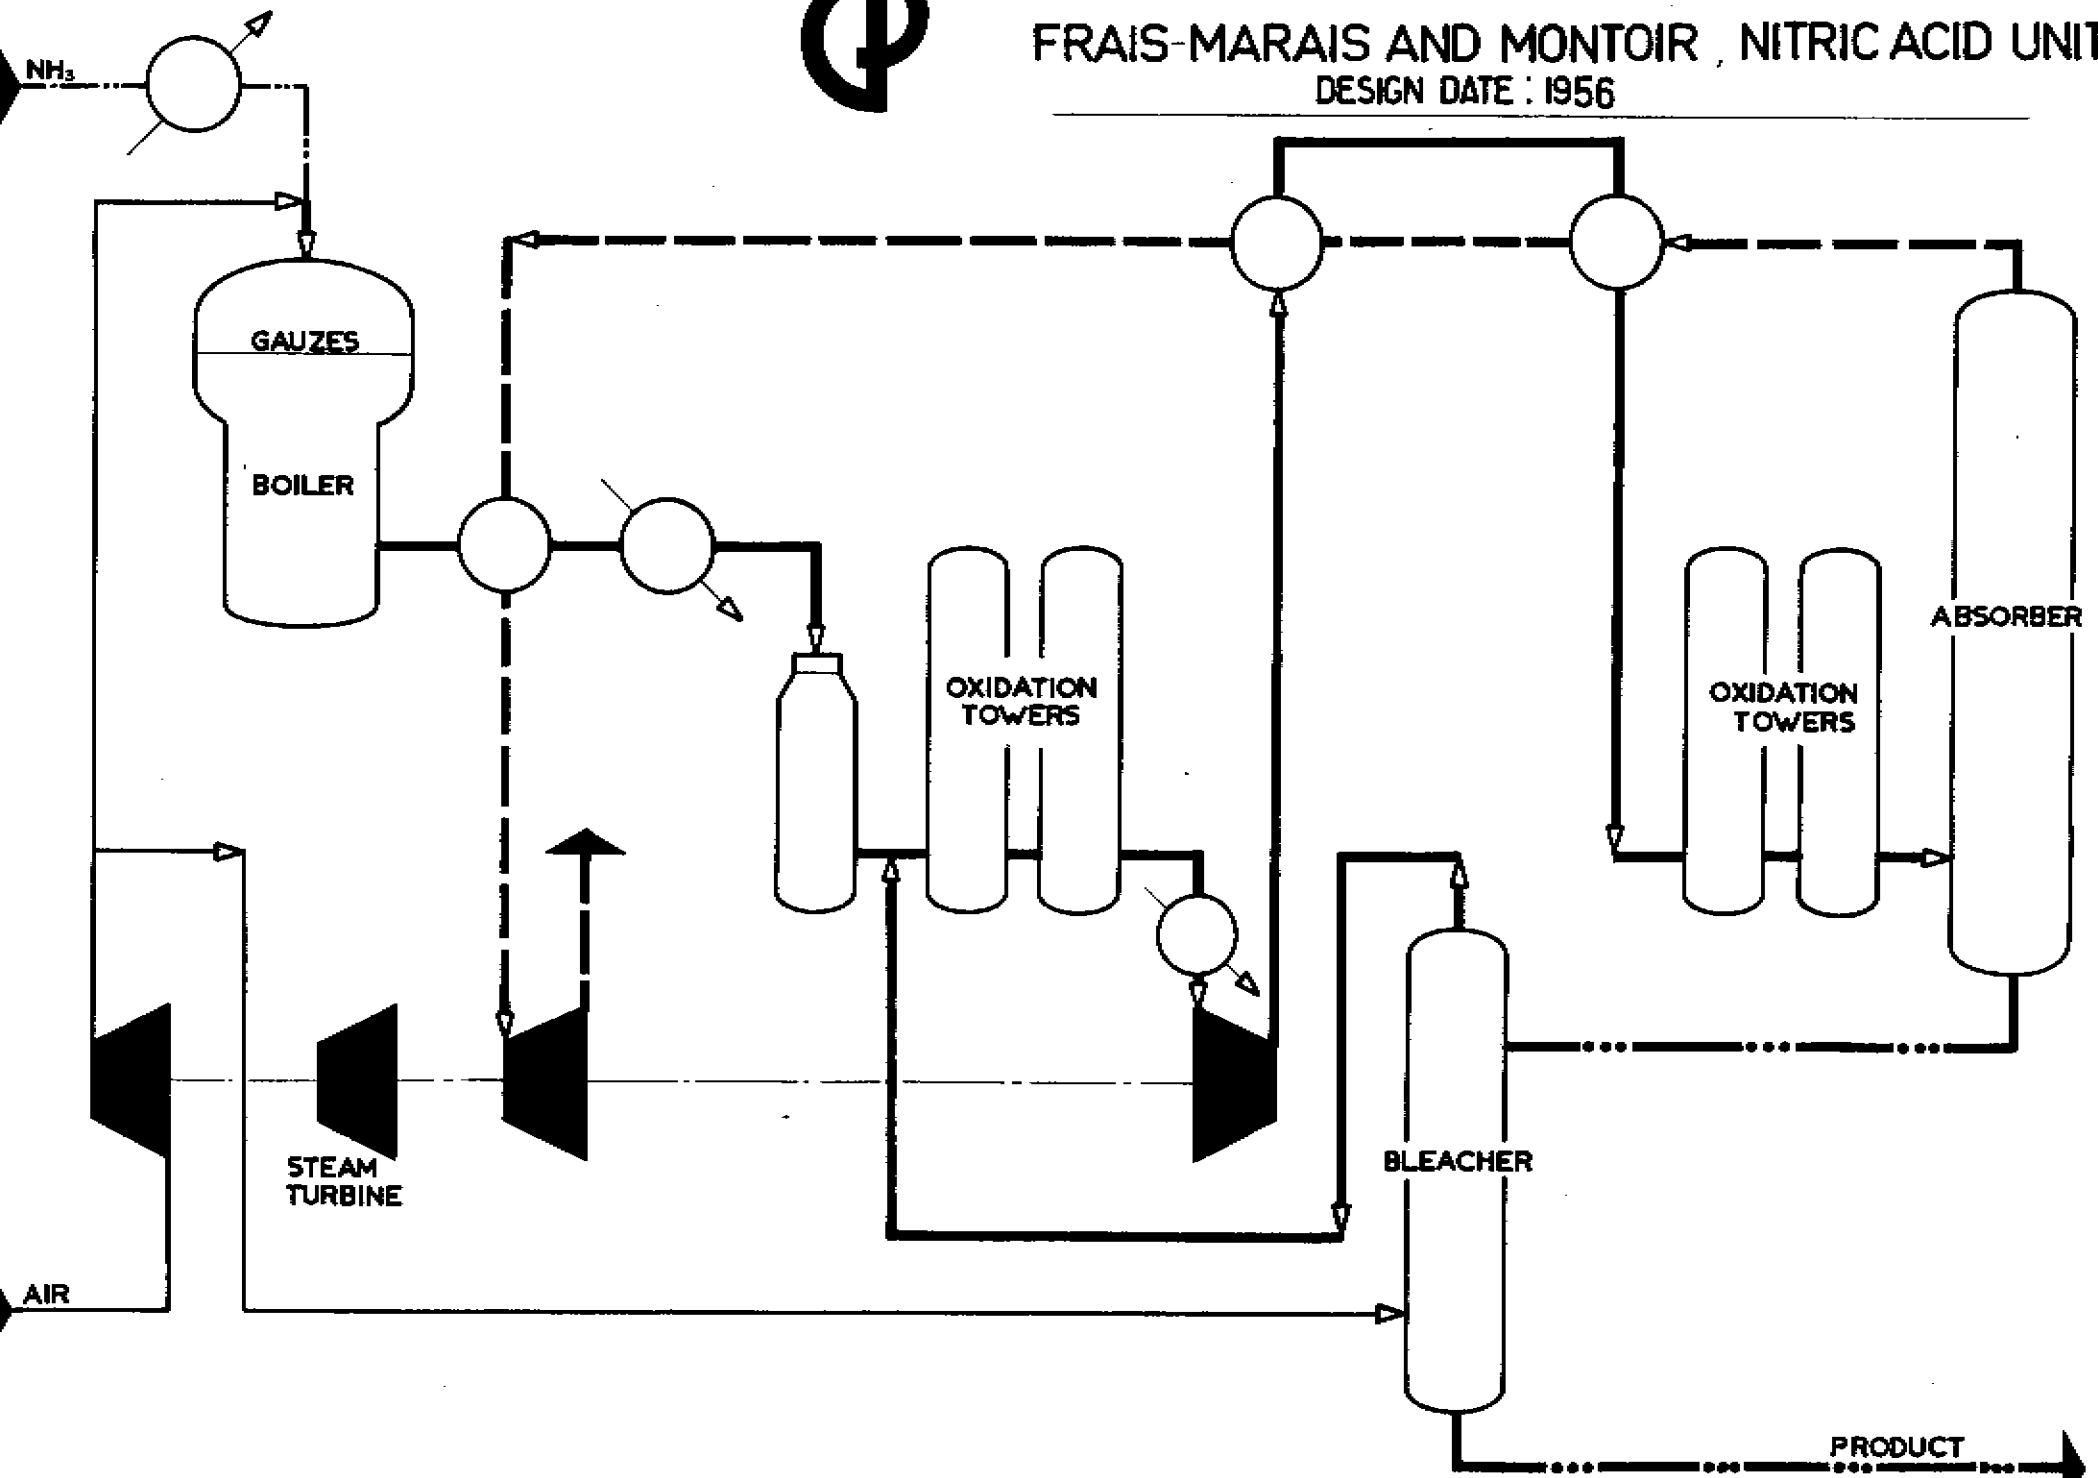 FRAIS-MARAIS AND MONTOIR, NITRIC ACID UNIT
DESIGN DATE: 1956
NH₃
GAUZES
BOILER
ABSORBER
OXIDATION
TOWERS
OXIDATION
TOWERS
BLEACHER
STEAM
TURBINE
AIR
PRODUCT